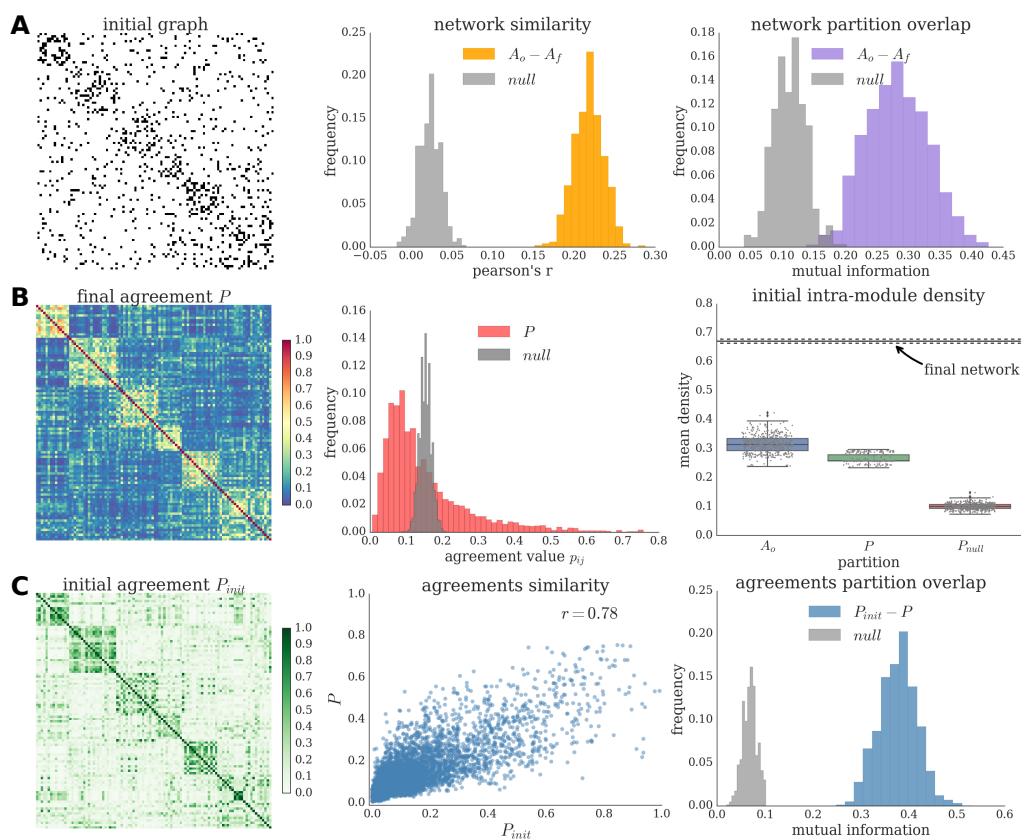 A
initial graph
network similarity
0.25
0.20
0.15
0.10
0.05
0.00
frequency
A_o − A_f
null
−0.05 0.00 0.05 0.10 0.15 0.20 0.25 0.30
pearson's r
network partition overlap
0.18
0.16
0.14
0.12
0.10
0.08
0.06
0.04
0.02
0.00
frequency
A_o − A_f
null
0.00 0.05 0.10 0.15 0.20 0.25 0.30 0.35 0.40 0.45
mutual information
B
final agreement P
1.0
0.9
0.8
0.7
0.6
0.5
0.4
0.3
0.2
0.1
0.0
0.16
0.14
0.12
0.10
0.08
0.06
0.04
0.02
0.00
frequency
P
null
0.0 0.1 0.2 0.3 0.4 0.5 0.6 0.7 0.8
agreement value p_ij
initial intra-module density
0.8
0.7
0.6
0.5
0.4
0.3
0.2
0.1
0.0
mean density
final network
A_o P P_null
partition
C
initial agreement P_init
1.0
0.9
0.8
0.7
0.6
0.5
0.4
0.3
0.2
0.1
0.0
agreements similarity
1.0
0.8
0.6
0.4
0.2
0.0
P
r = 0.78
0.0 0.2 0.4 0.6 0.8 1.0
P_init
agreements partition overlap
0.25
0.20
0.15
0.10
0.05
0.00
frequency
P_init − P
null
0.0 0.1 0.2 0.3 0.4 0.5 0.6
mutual information